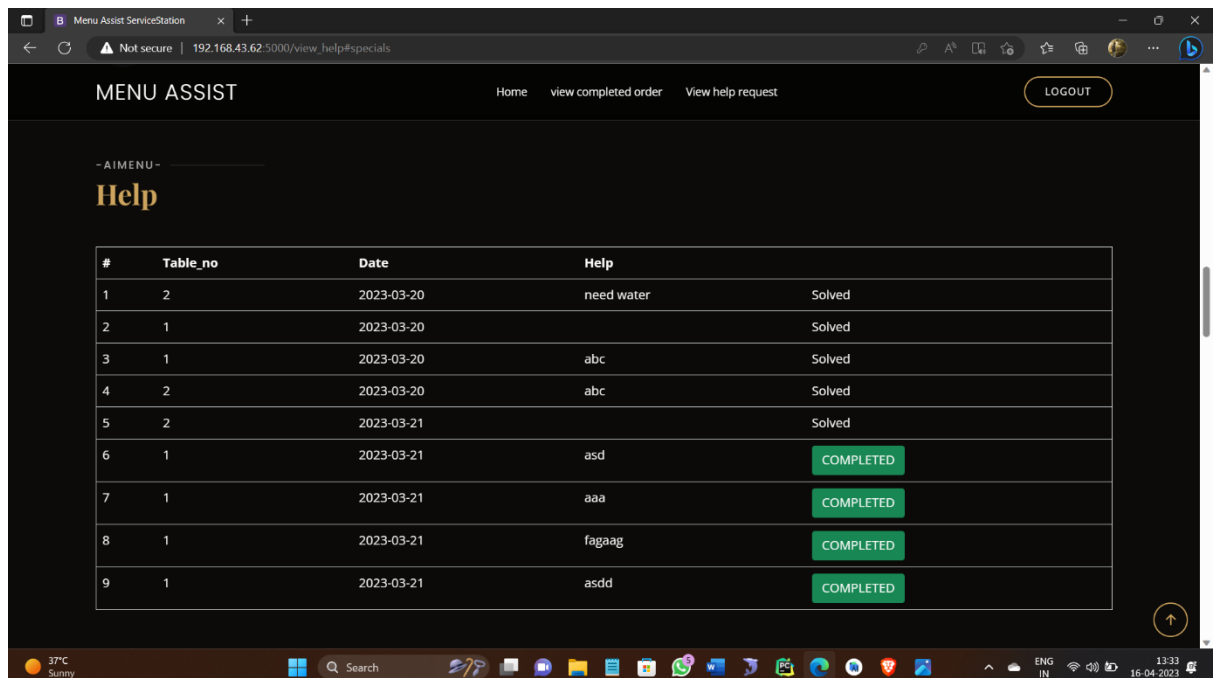 Menu Assist ServiceStation
Not secure | 192.168.43.62:5000/view_help#specials
MENU ASSIST Home view completed order View help request LOGOUT
-AIMENU-
Help
# Table_no Date Help
1 2 2023-03-20 need water Solved
2 1 2023-03-20 Solved
3 1 2023-03-20 abc Solved
4 2 2023-03-20 abc Solved
5 2 2023-03-21 Solved
6 1 2023-03-21 asd COMPLETED
7 1 2023-03-21 aaa COMPLETED
8 1 2023-03-21 fagaag COMPLETED
9 1 2023-03-21 asdd COMPLETED
37°C
Sunny
Search
ENG
IN
13:33
16-04-2023